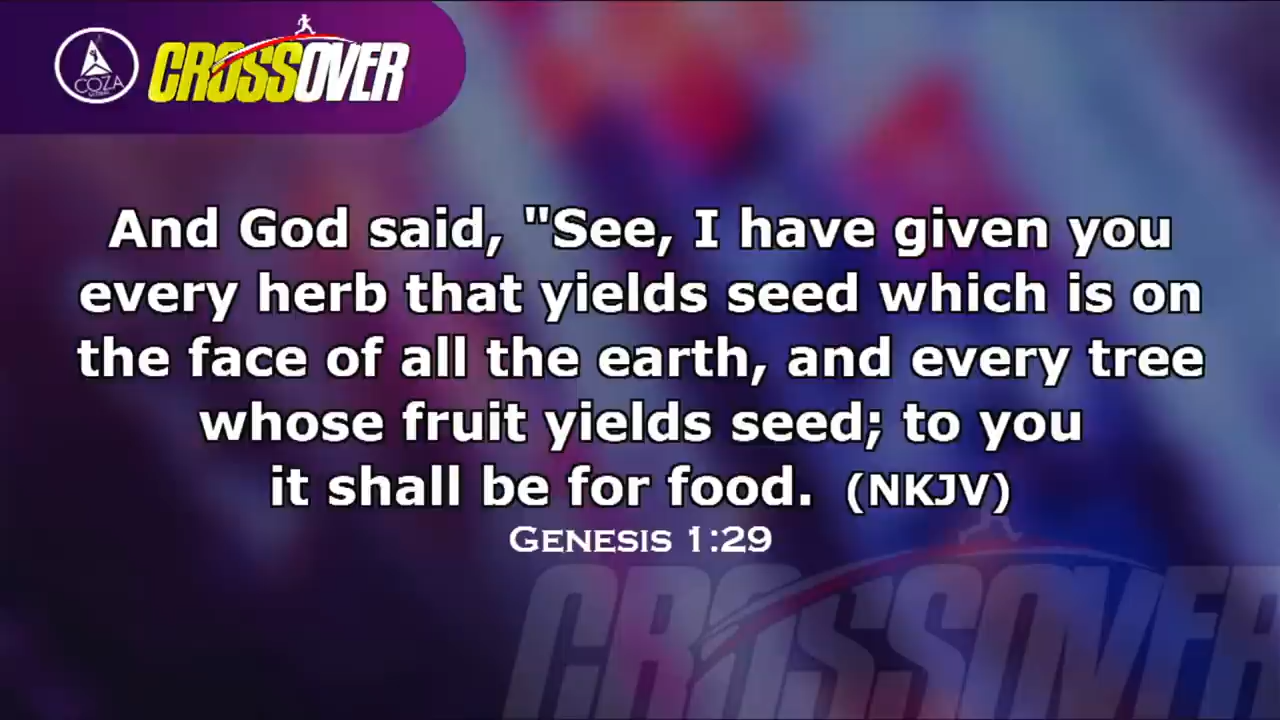 COZA
CROSSOVER
And God said, "See, I have given you
every herb that yields seed which is on
the face of all the earth, and every tree
whose fruit yields seed; to you
it shall be for food. (NKJV)
GENESIS 1:29
CROSSOVER